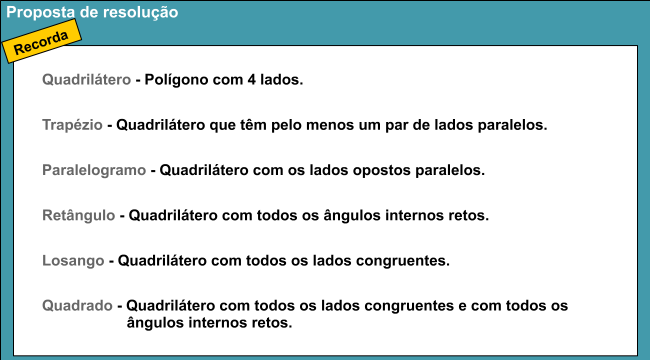 Proposta de resolução
Recorda
Quadrilátero - Polígono com 4 lados.
Trapézio - Quadrilátero que têm pelo menos um par de lados paralelos.
Paralelogramo - Quadrilátero com os lados opostos paralelos.
Retângulo - Quadrilátero com todos os ângulos internos retos.
Losango - Quadrilátero com todos os lados congruentes.
Quadrado - Quadrilátero com todos os lados congruentes e com todos os
ângulos internos retos.